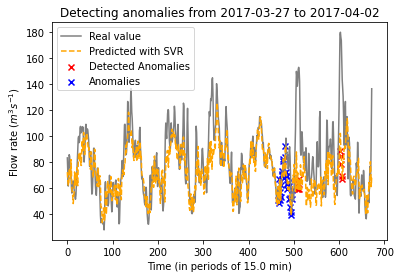 Detecting anomalies from 2017-03-27 to 2017-04-02
Real value
Predicted with SVR
Detected Anomalies
Anomalies
Flow rate (m³s⁻¹)
180
160
140
120
100
80
60
40
0 100 200 300 400 500 600 700
Time (in periods of 15.0 min)